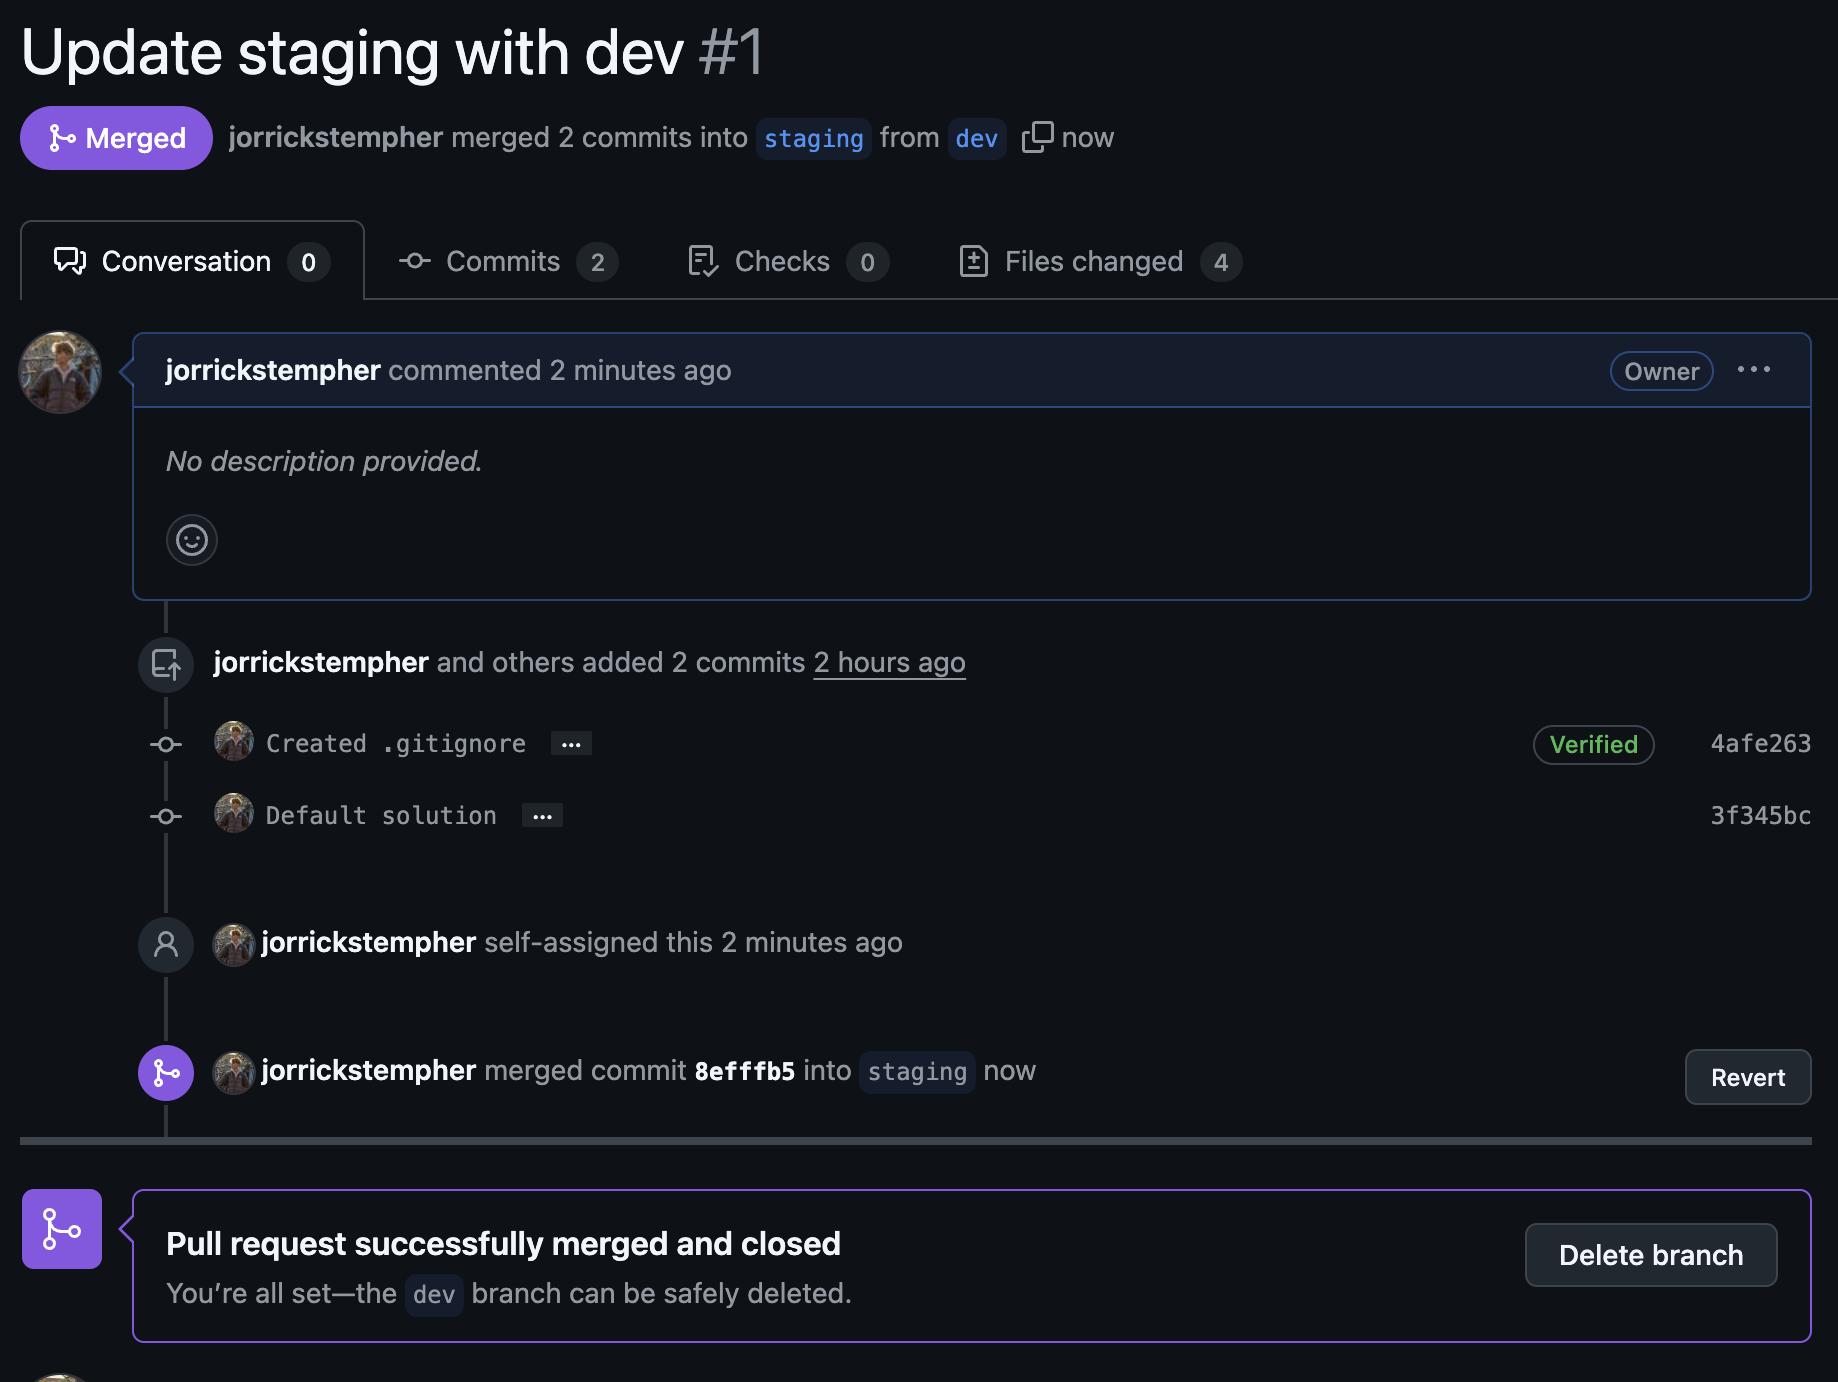 Update staging with dev #1
Merged jorrickstempher merged 2 commits into staging from dev now
Conversation 0 Commits 2 Checks 0 Files changed 4
jorrickstempher commented 2 minutes ago Owner ···
No description provided.
jorrickstempher and others added 2 commits 2 hours ago
Created .gitignore … Verified 4afe263
Default solution … 3f345bc
jorrickstempher self-assigned this 2 minutes ago
jorrickstempher merged commit 8efffb5 into staging now Revert
Pull request successfully merged and closed
You’re all set—the dev branch can be safely deleted.
Delete branch